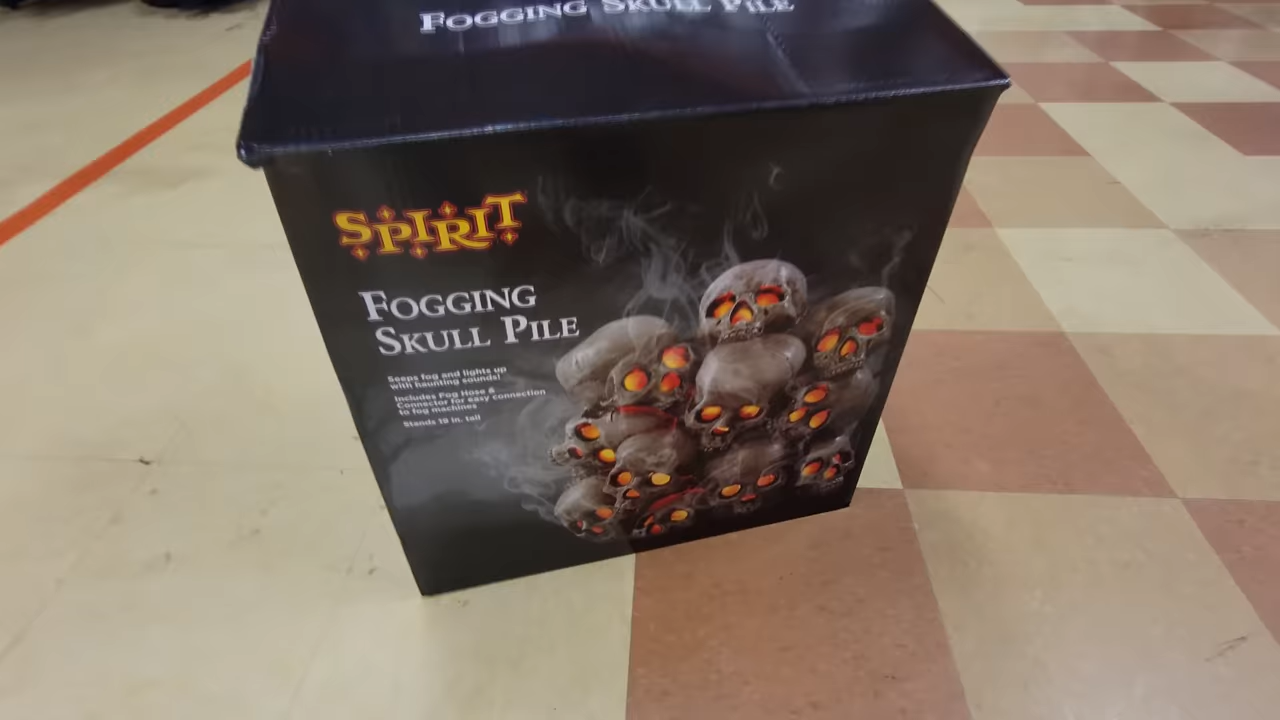 FOGGING SKULL PILE
SPIRIT
FOGGING
SKULL PILE
Seeps fog and lights up
with haunting sounds!
Includes Fog Hose &
Connector for easy connection
to fog machines
Stands 19 in. tall